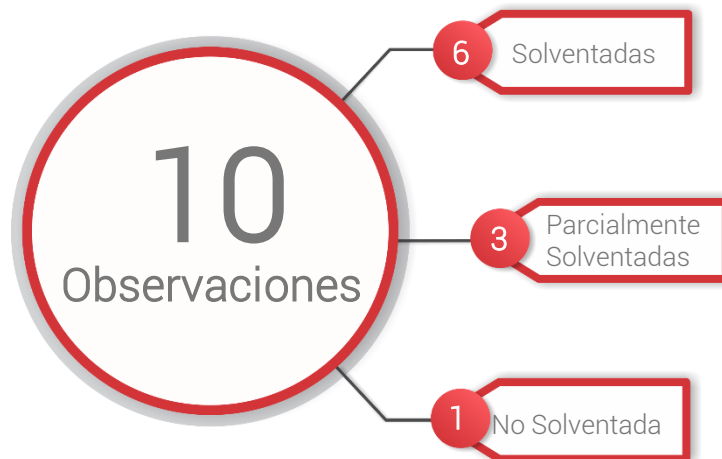 10
Observaciones
6
Solventadas
3
Parcialmente
Solventadas
1
No Solventada